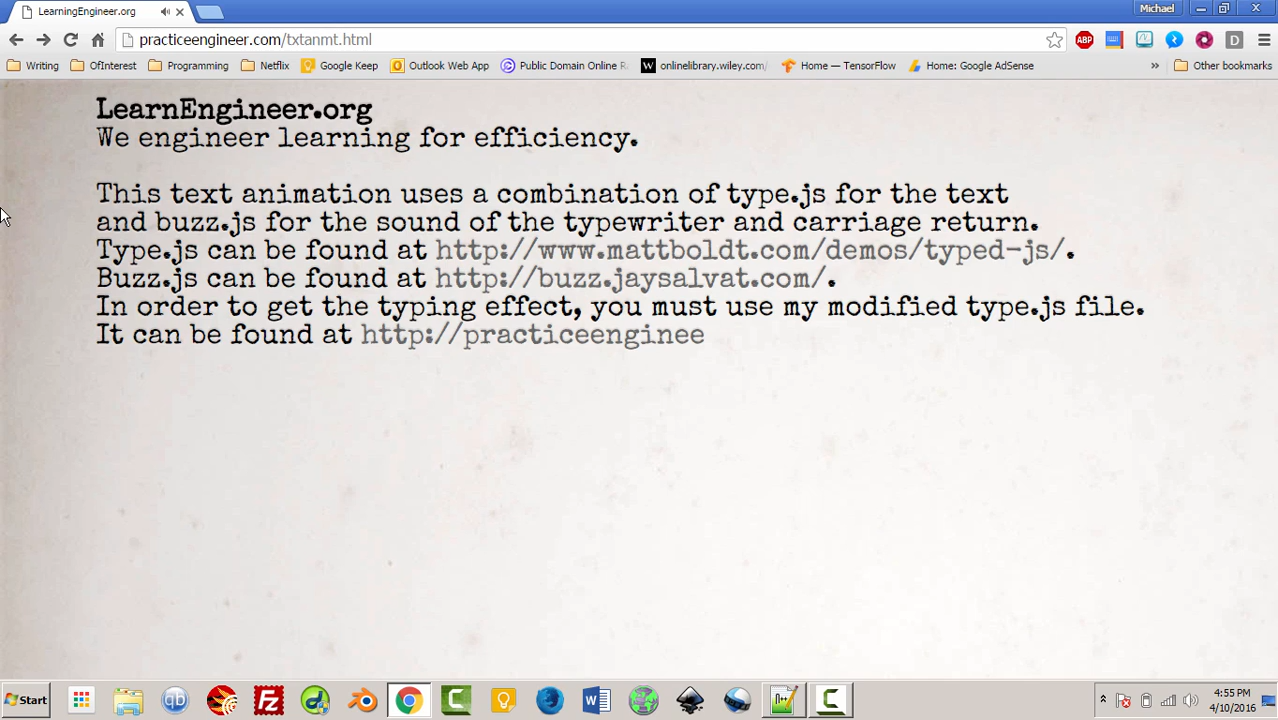 LearningEngineer.org
Michael
practiceengineer.com/txtanmt.html
ABP
D
Writing
OfInterest
Programming
Netflix
Google Keep
Outlook Web App
Public Domain Online R
W onlinelibrary.wiley.com/
Home — TensorFlow
Home: Google AdSense
»
Other bookmarks
LearnEngineer.org
We engineer learning for efficiency.
This text animation uses a combination of type.js for the text
and buzz.js for the sound of the typewriter and carriage return.
Type.js can be found at http://www.mattboldt.com/demos/typed-js/.
Buzz.js can be found at http://buzz.jaysalvat.com/.
In order to get the typing effect, you must use my modified type.js file.
It can be found at http://practiceenginee
Start
qb
Fz
C
W
C
4:55 PM
4/10/2016